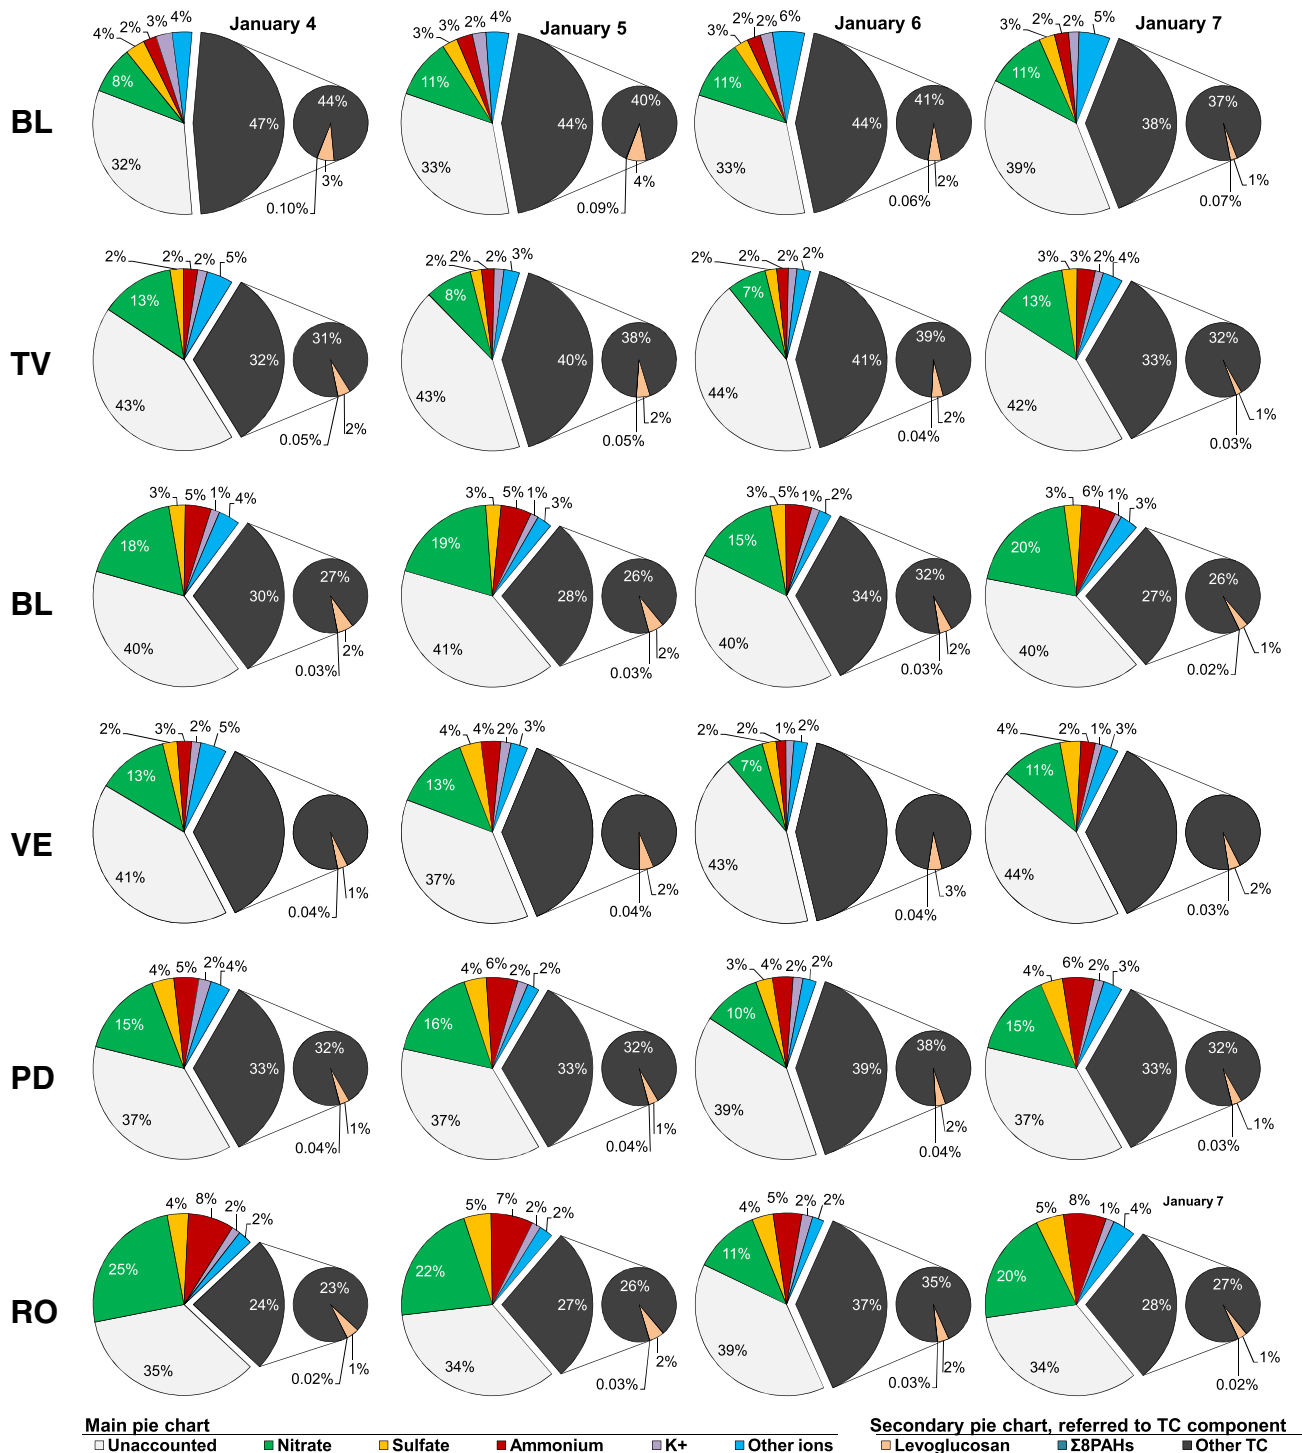 January 4 January 5 January 6 January 7
4% 2% 3% 4% 3% 3% 2% 4% 3% 2% 2% 6% 3% 2% 2% 5%
BL 8% 32% 47% 44% 3% 0.10% 11% 33% 44% 40% 4% 0.09% 11% 33% 44% 41% 2% 0.06% 11% 39% 38% 37% 1% 0.07%
2% 2% 2% 5% 2% 2% 2% 3% 2% 2% 2% 2% 3% 3% 2% 4%
TV 13% 43% 32% 31% 2% 0.05% 8% 43% 40% 38% 2% 0.05% 7% 44% 41% 39% 2% 0.04% 13% 42% 33% 32% 1% 0.03%
3% 5% 1% 4% 3% 5% 1% 3% 3% 5% 1% 2% 3% 6% 1% 3%
BL 18% 40% 30% 27% 2% 0.03% 19% 41% 28% 26% 2% 0.03% 15% 40% 34% 32% 2% 0.03% 20% 40% 27% 26% 1% 0.02%
2% 3% 2% 5% 4% 4% 2% 3% 2% 2% 1% 2% 4% 2% 1% 3%
VE 13% 41% 1% 0.04% 13% 37% 2% 0.04% 7% 43% 3% 0.04% 11% 44% 2% 0.03%
4% 5% 2% 4% 4% 6% 2% 2% 3% 4% 2% 2% 4% 6% 2% 3%
PD 15% 37% 33% 32% 1% 0.04% 16% 37% 33% 32% 1% 0.04% 10% 39% 39% 38% 2% 0.04% 15% 37% 33% 32% 1% 0.03%
4% 8% 2% 2% 5% 7% 2% 2% 4% 5% 2% 2% 5% 8% 1% 4% January 7
RO 25% 35% 24% 23% 1% 0.02% 22% 34% 27% 26% 2% 0.03% 11% 39% 37% 35% 2% 0.03% 20% 34% 28% 27% 1% 0.02%
Main pie chart Secondary pie chart, referred to TC component
Unaccounted Nitrate Sulfate Ammonium K+ Other ions Levoglucosan Σ8PAHs Other TC